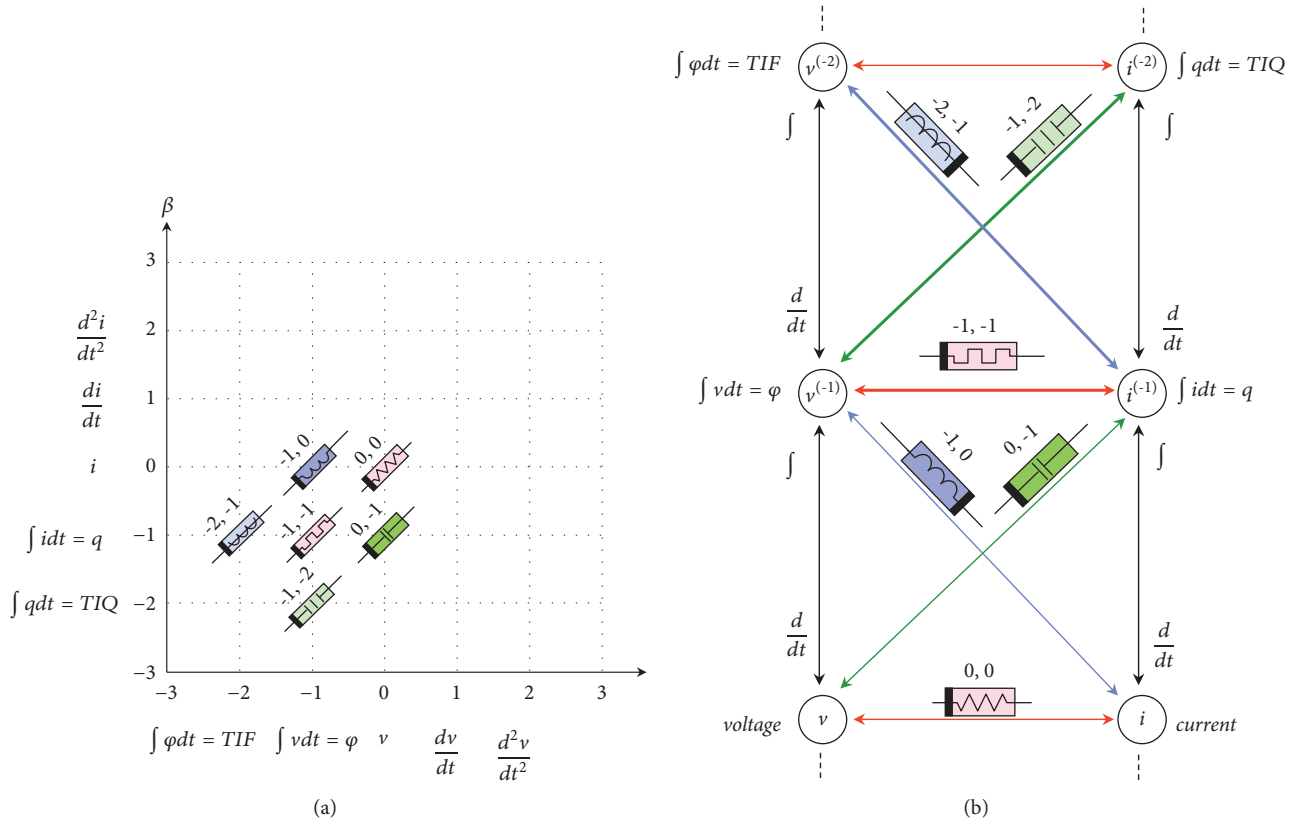 β
3
d²i/dt² 2
di/dt 1
i 0
∫ idt = q −1
∫ qdt = TIQ −2
−3
-1, 0
0, 0
-2, -1
-1, -1
0, -1
-1, -2
−3 −2 −1 0 1 2 3
∫ φdt = TIF ∫ vdt = φ v dv/dt d²v/dt²
(a)
∫ φdt = TIF v(-2) i(-2) ∫ qdt = TIQ
∫ -2, -1 -1, -2 ∫
d/dt d/dt
-1, -1
∫ vdt = φ v(-1) i(-1) ∫ idt = q
∫ -1, 0 0, -1 ∫
d/dt d/dt
0, 0
voltage v i current
(b)